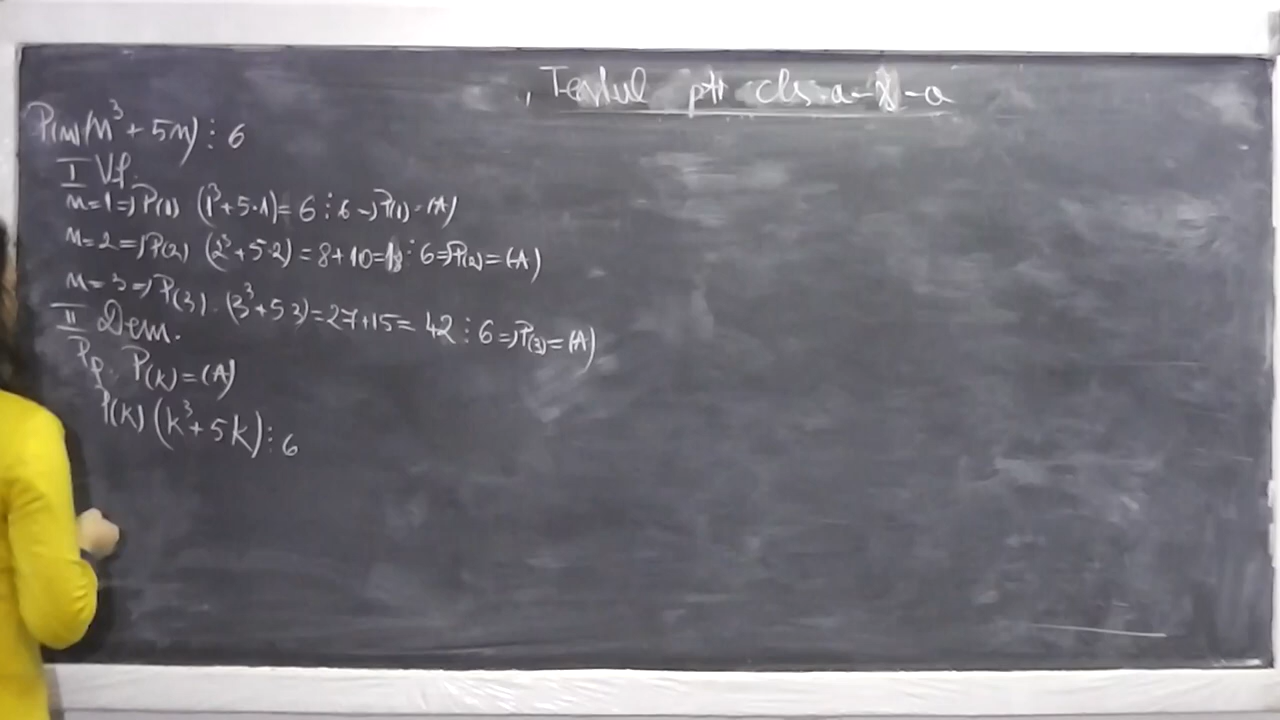 Testul ptr cls. a-X-a
P(n) (n³ + 5n) ⋮ 6
I Vf.
n=1 => P(1) (1³+5·1) = 6 ⋮ 6 => P(1) = (A)
n=2 => P(2) (2³+5·2) = 8+10=18 ⋮ 6 => P(2) = (A)
n=3 => P(3). (3³+5·3) = 27+15 = 42 ⋮ 6 => P(3) = (A)
II Dem.
Pp. P(k) = (A)
P(k) (k³ + 5k) ⋮ 6